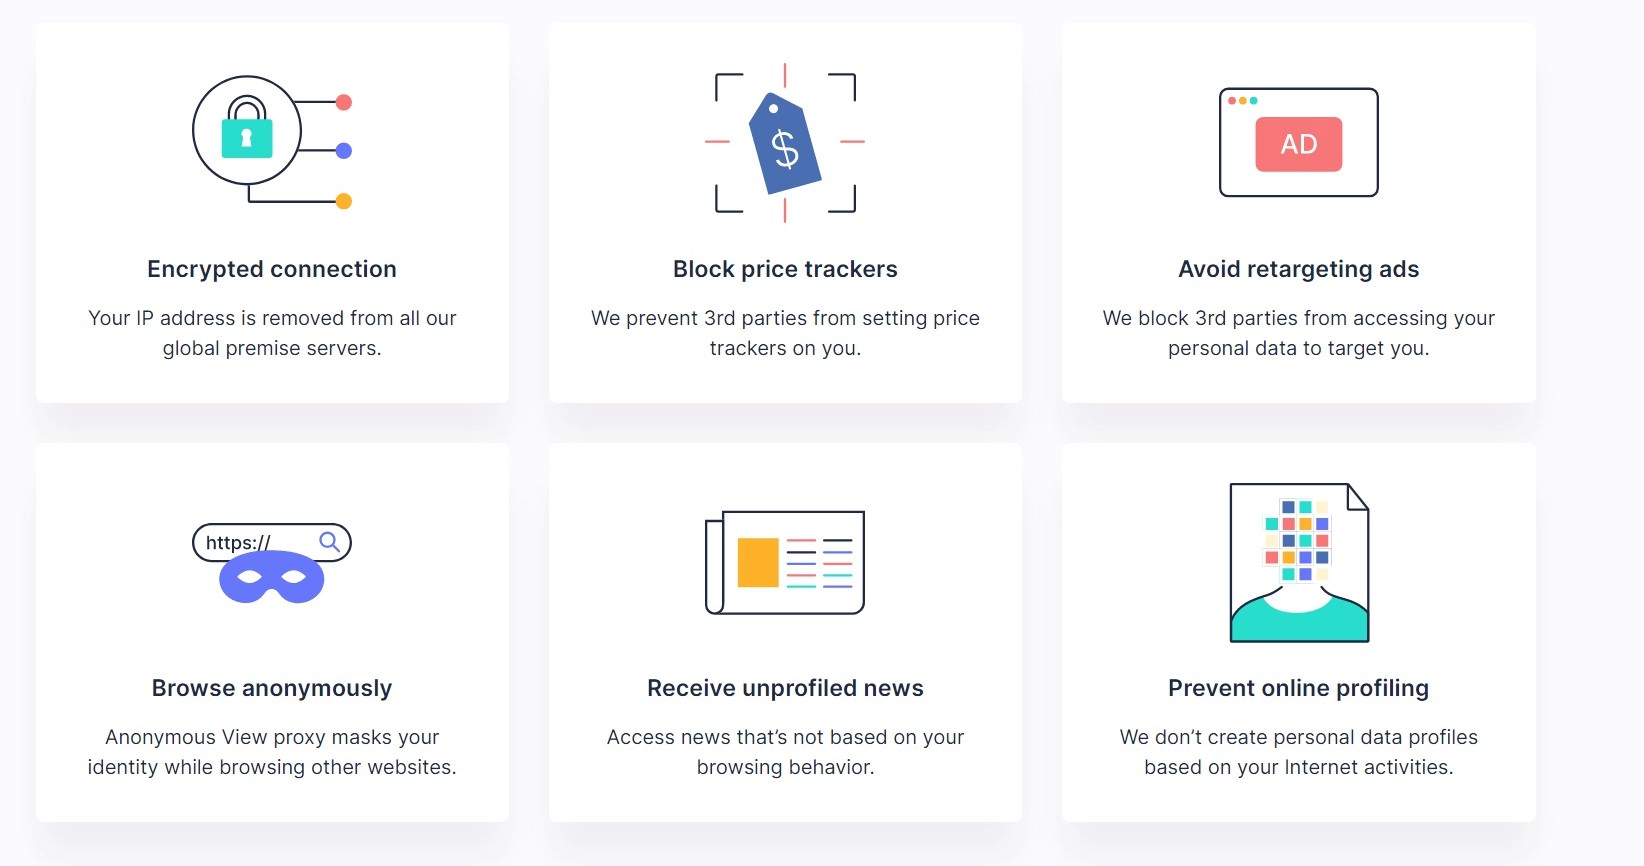 $
AD
Encrypted connection
Your IP address is removed from all our
global premise servers.
Block price trackers
We prevent 3rd parties from setting price
trackers on you.
Avoid retargeting ads
We block 3rd parties from accessing your
personal data to target you.
https://
Browse anonymously
Anonymous View proxy masks your
identity while browsing other websites.
Receive unprofiled news
Access news that’s not based on your
browsing behavior.
Prevent online profiling
We don’t create personal data profiles
based on your Internet activities.